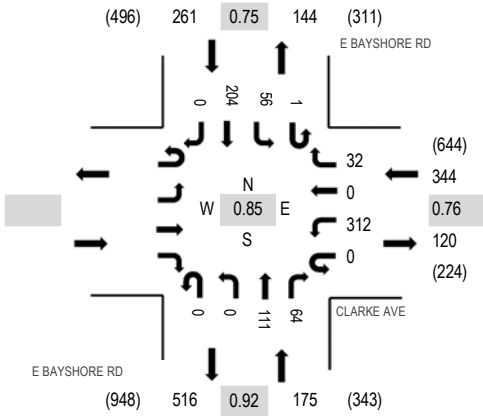 (496) 261 0.75 144 (311)
E BAYSHORE RD
0 204 56 1
(644)
32
344
0
0.76
N
W 0.85 E
S
312
120
0
(224)
0 0 111 64
CLARKE AVE
E BAYSHORE RD
(948) 516 0.92 175 (343)